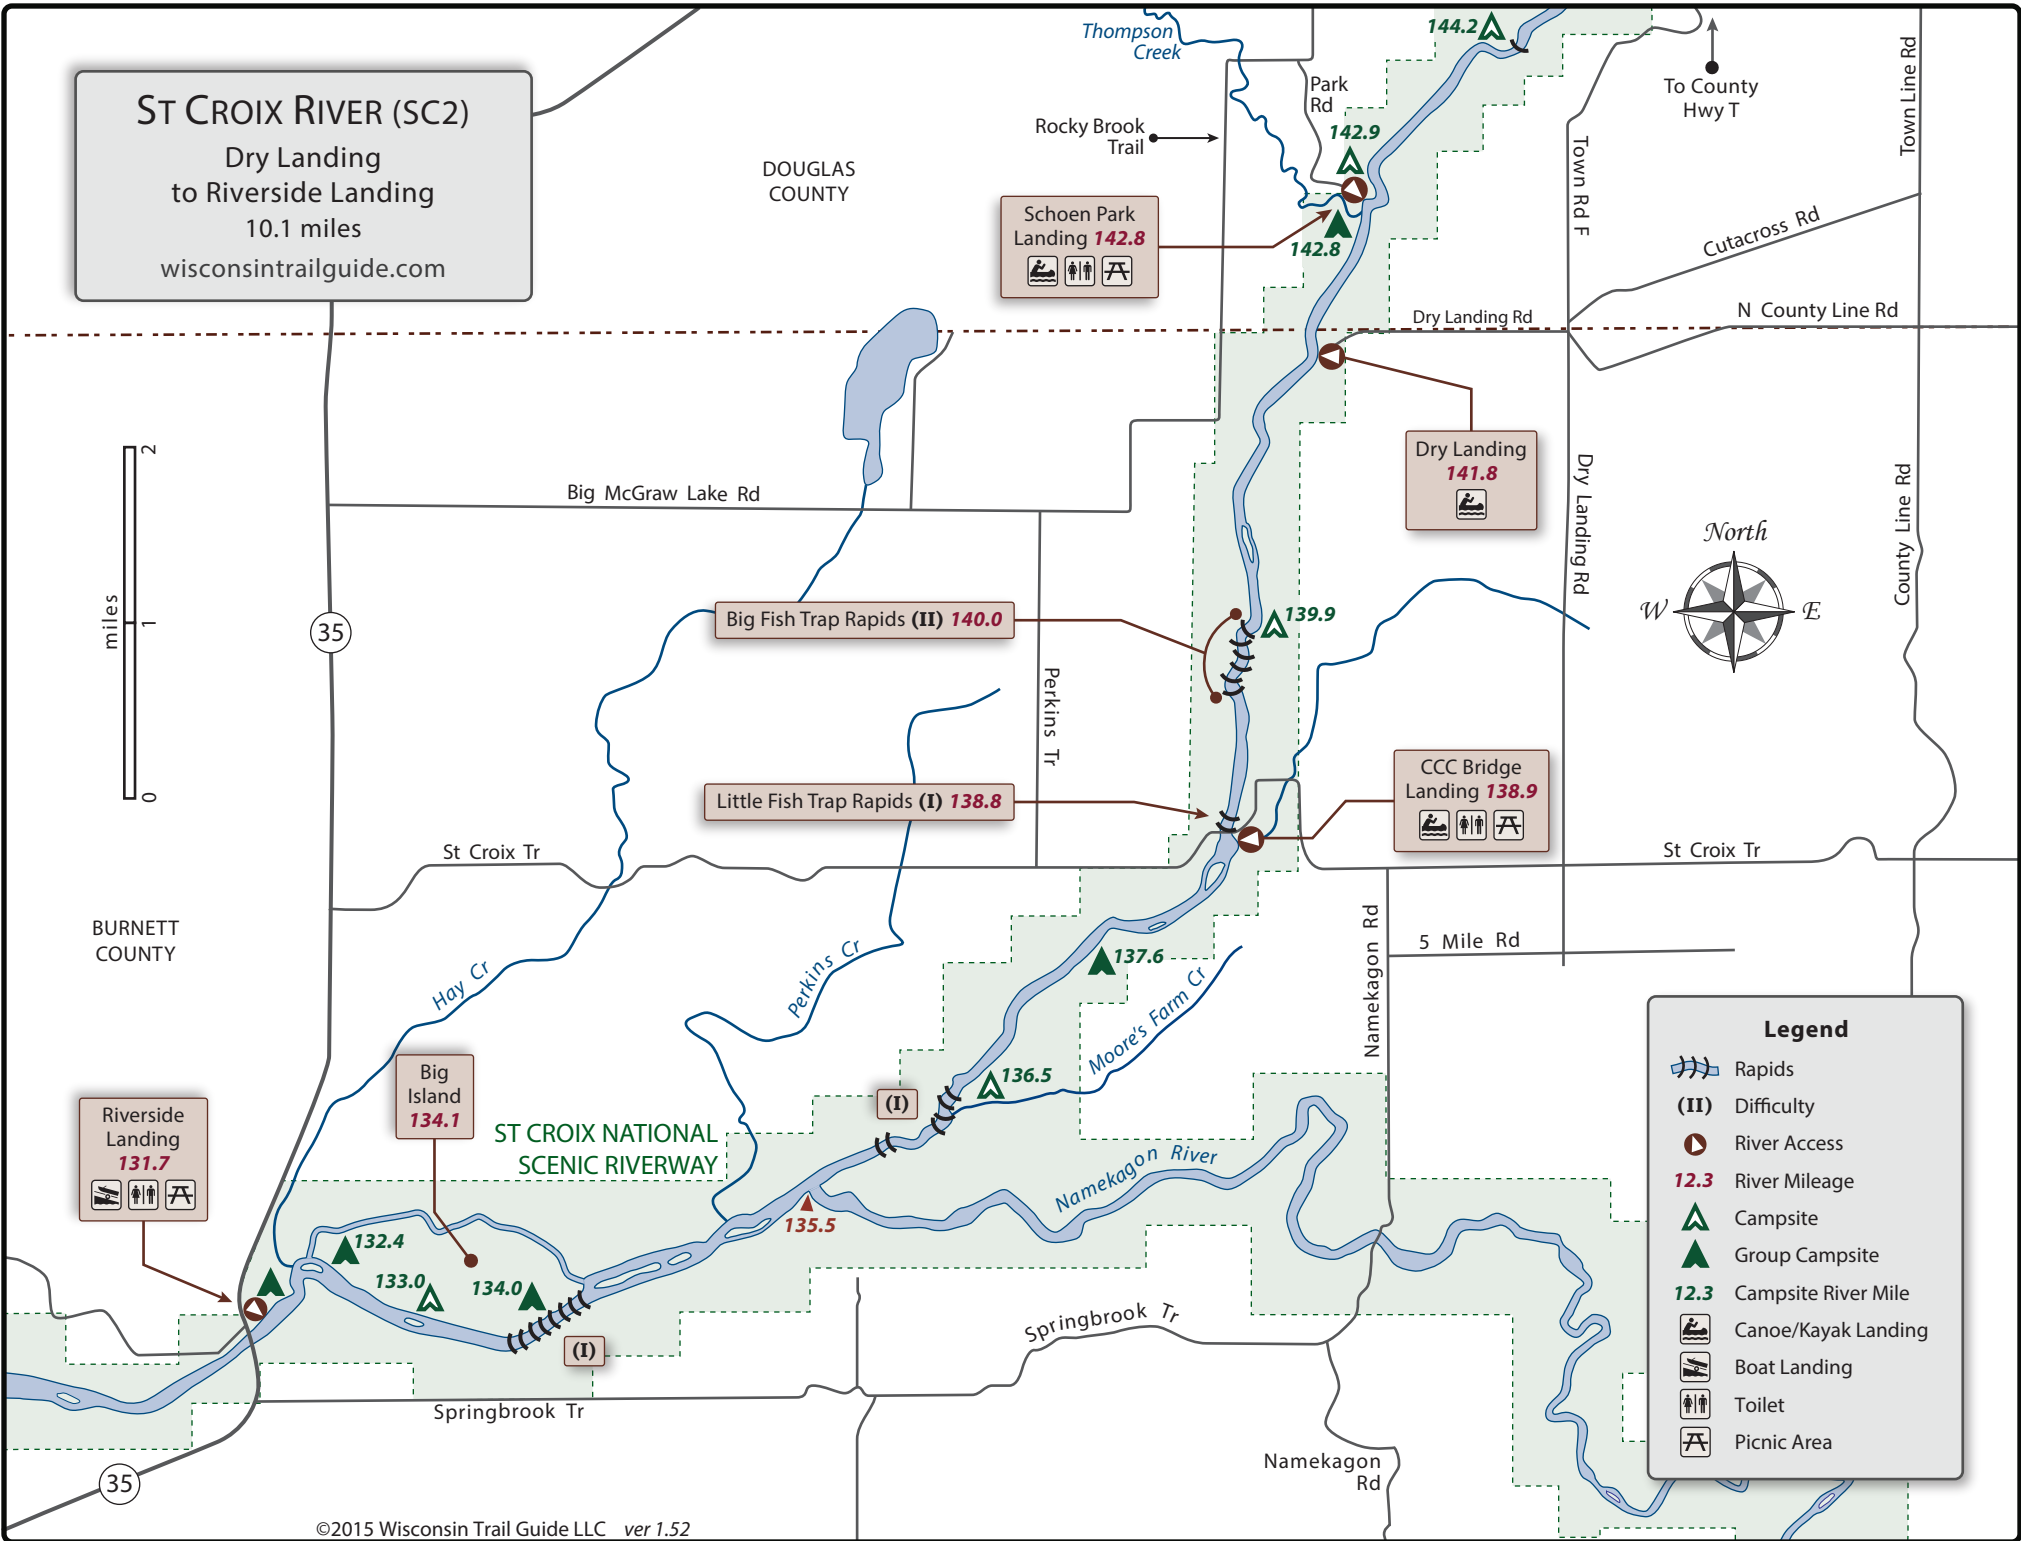 ST CROIX RIVER (SC2)
Dry Landing
to Riverside Landing
10.1 miles
wisconsintrailguide.com
Thompson
Creek
144.2
Park
Rd
To County
Hwy T
Town Line Rd
Rocky Brook
Trail
142.9
Town Rd F
DOUGLAS
COUNTY
Schoen Park
Landing 142.8
142.8
Cutacross Rd
Dry Landing Rd
N County Line Rd
Dry Landing
141.8
Dry Landing Rd
County Line Rd
Big McGraw Lake Rd
North
W
E
2
1
0
miles
35
Big Fish Trap Rapids (II) 140.0
139.9
Perkins Tr
Little Fish Trap Rapids (I) 138.8
CCC Bridge
Landing 138.9
St Croix Tr
St Croix Tr
BURNETT
COUNTY
Namekagon Rd
5 Mile Rd
137.6
Hay Cr
Perkins Cr
Moore's Farm Cr
136.5
(I)
Big
Island
134.1
ST CROIX NATIONAL
SCENIC RIVERWAY
Riverside
Landing
131.7
Namekagon River
135.5
132.4
133.0
134.0
(I)
Springbrook Tr
Springbrook Tr
Namekagon
Rd
35
Legend
Rapids
(II) Difficulty
River Access
12.3 River Mileage
Campsite
Group Campsite
12.3 Campsite River Mile
Canoe/Kayak Landing
Boat Landing
Toilet
Picnic Area
©2015 Wisconsin Trail Guide LLC ver 1.52